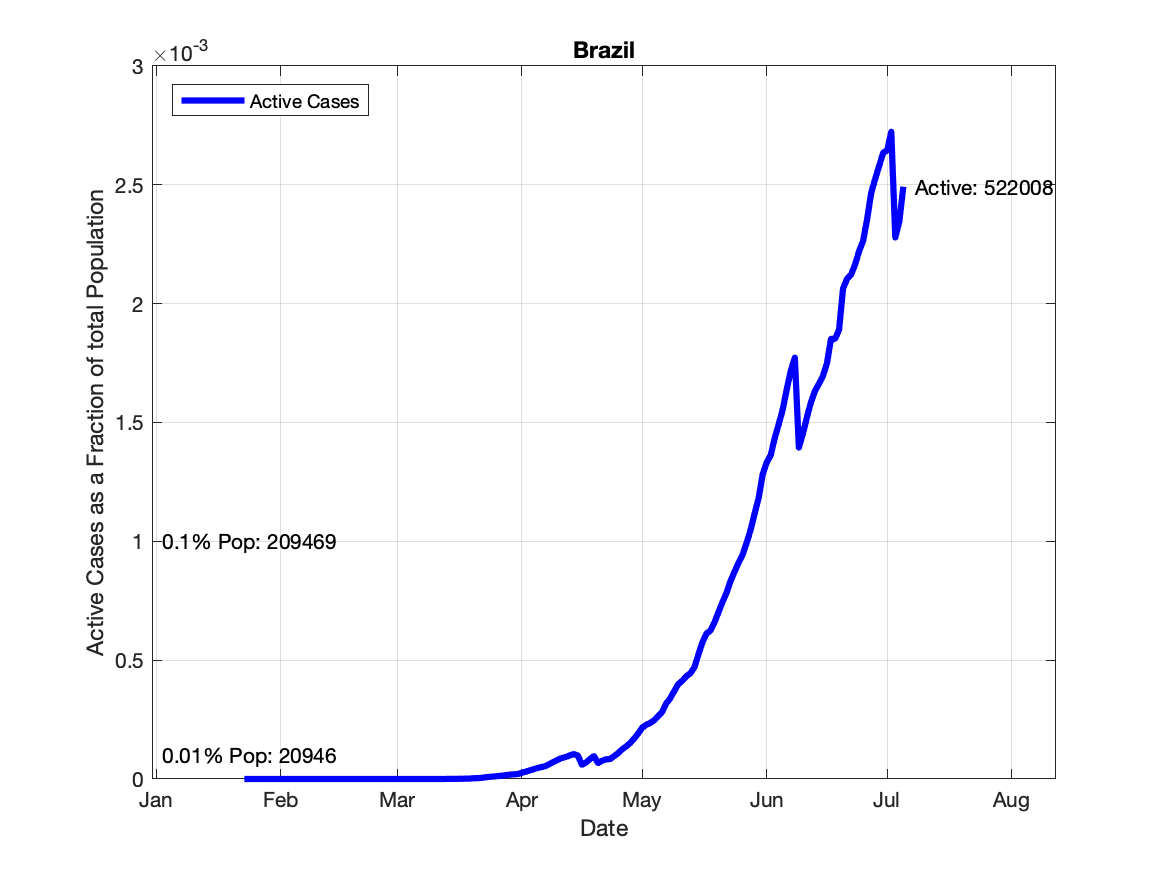 Brazil
×10-3
3
Active Cases
2.5
Active: 522008
2
1.5
1
0.1% Pop: 209469
0.5
0.01% Pop: 20946
0
Jan Feb Mar Apr May Jun Jul Aug
Date
Active Cases as a Fraction of total Population